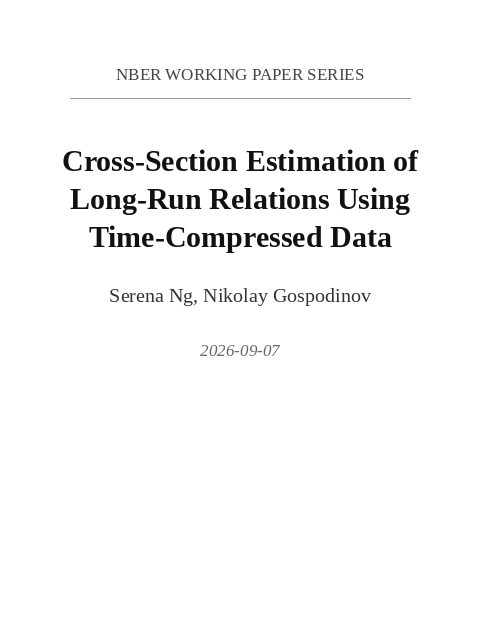 NBER WORKING PAPER SERIES
Cross-Section Estimation of
Long-Run Relations Using
Time-Compressed Data
Serena Ng, Nikolay Gospodinov
2026-09-07